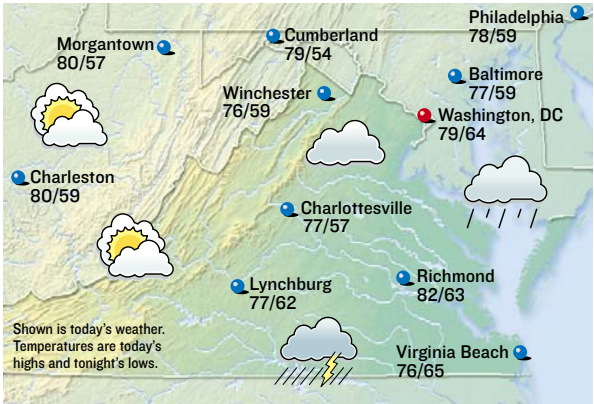 Philadelphia
78/59
Morgantown
80/57
Cumberland
79/54
Baltimore
77/59
Winchester
76/59
Washington, DC
79/64
Charleston
80/59
Charlottesville
77/57
Lynchburg
77/62
Richmond
82/63
Shown is today's weather.
Temperatures are today's
highs and tonight's lows.
Virginia Beach
76/65